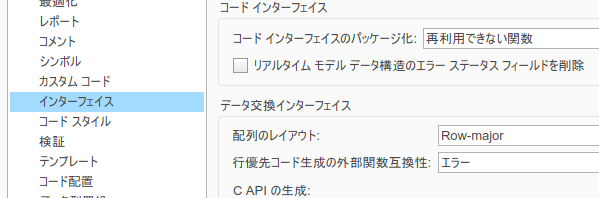 最適化
レポート
コメント
シンボル
カスタム コード
インターフェイス
コード スタイル
検証
テンプレート
コード配置
コード インターフェイス
コード インターフェイスのパッケージ化: 再利用できない関数
リアルタイム モデル データ構造のエラー ステータス フィールドを削除
データ交換インターフェイス
配列のレイアウト: Row-major
行優先コード生成の外部関数互換性: エラー
C API の生成: